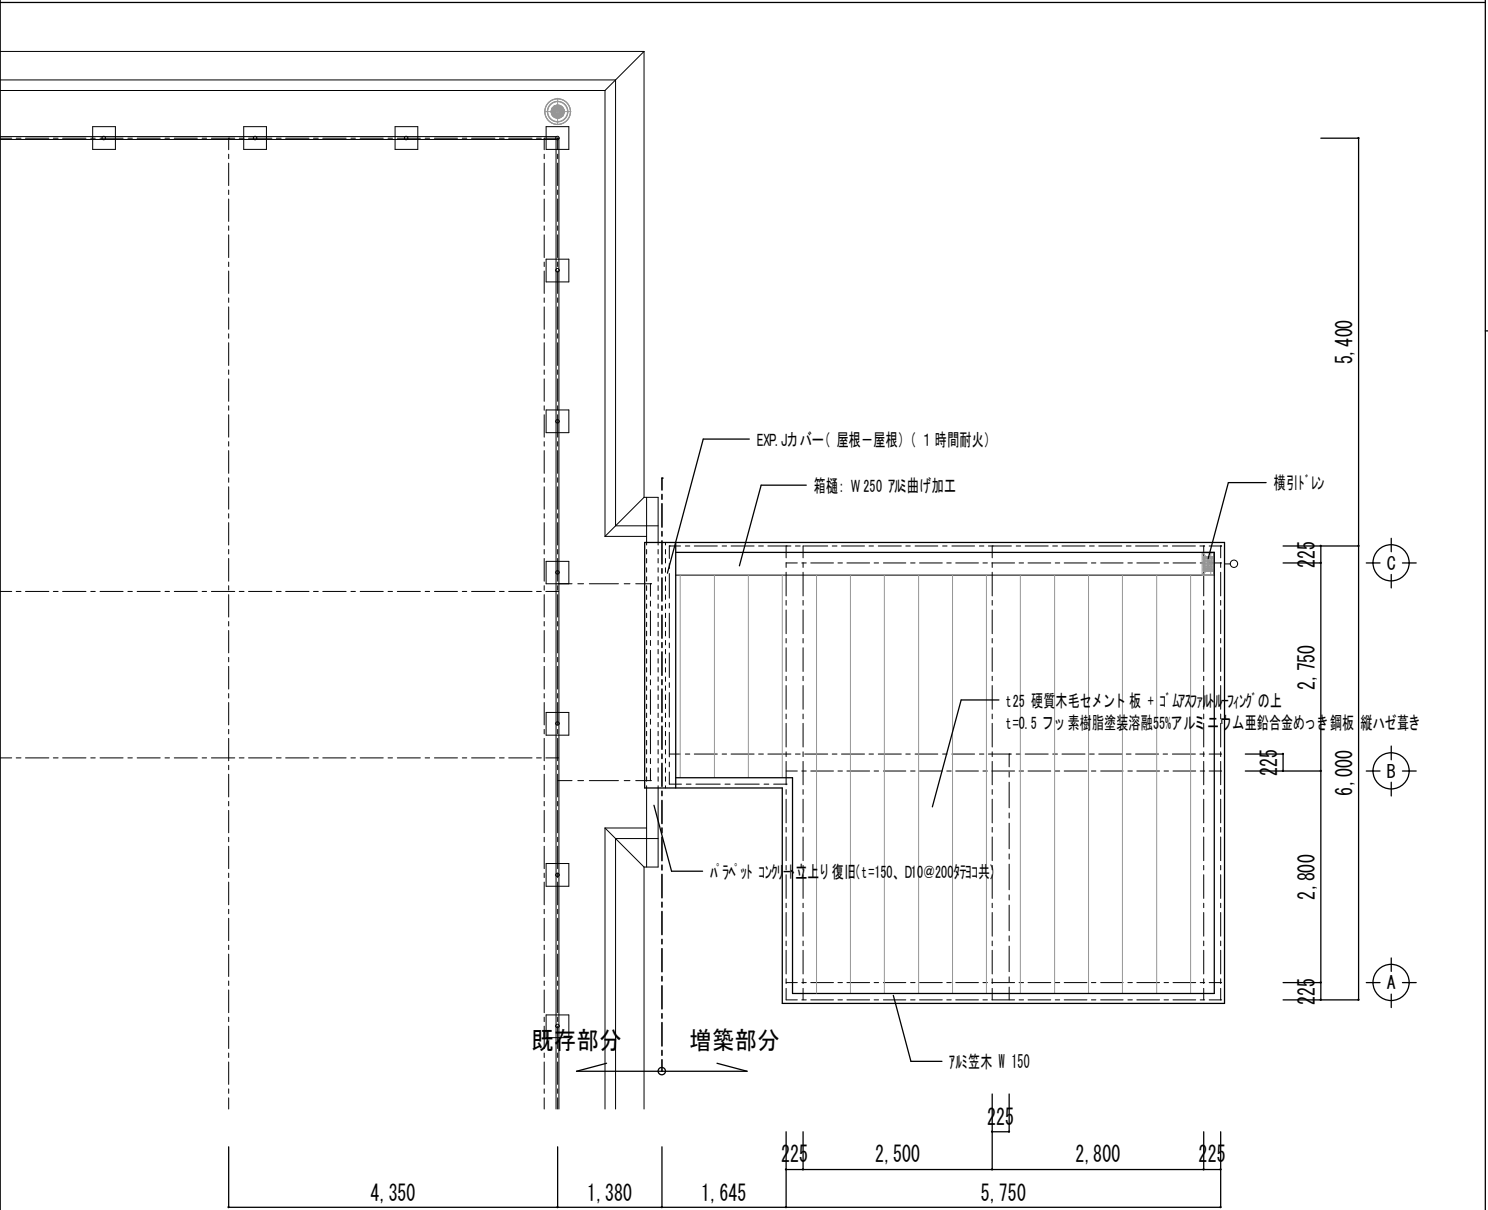 5,400
EXP.Jカバー( 屋根－屋根) ( 1 時間耐火)
箱樋: W 250 アルミ曲げ加工
横引ドレン
225
C
2,750
t25 硬質木毛セメント 板 + ゴムアスファルトルーフィングの上
t=0.5 フッ素樹脂塗装溶融55%アルミニウム亜鉛合金めっき鋼板 縦ハゼ葺き
225
B
6,000
パラペット コンクリート立上り 復旧(t=150、D10@200タテヨコ共)
2,800
225
A
既存部分
増築部分
アルミ笠木 W 150
225
225
2,500
2,800
225
4,350
1,380
1,645
5,750